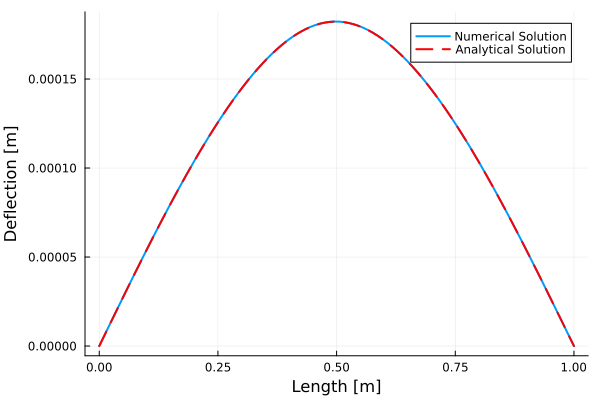 Numerical Solution
Analytical Solution
Deflection [m]
0.00015
0.00010
0.00005
0.00000
0.00
0.25
0.50
0.75
1.00
Length [m]